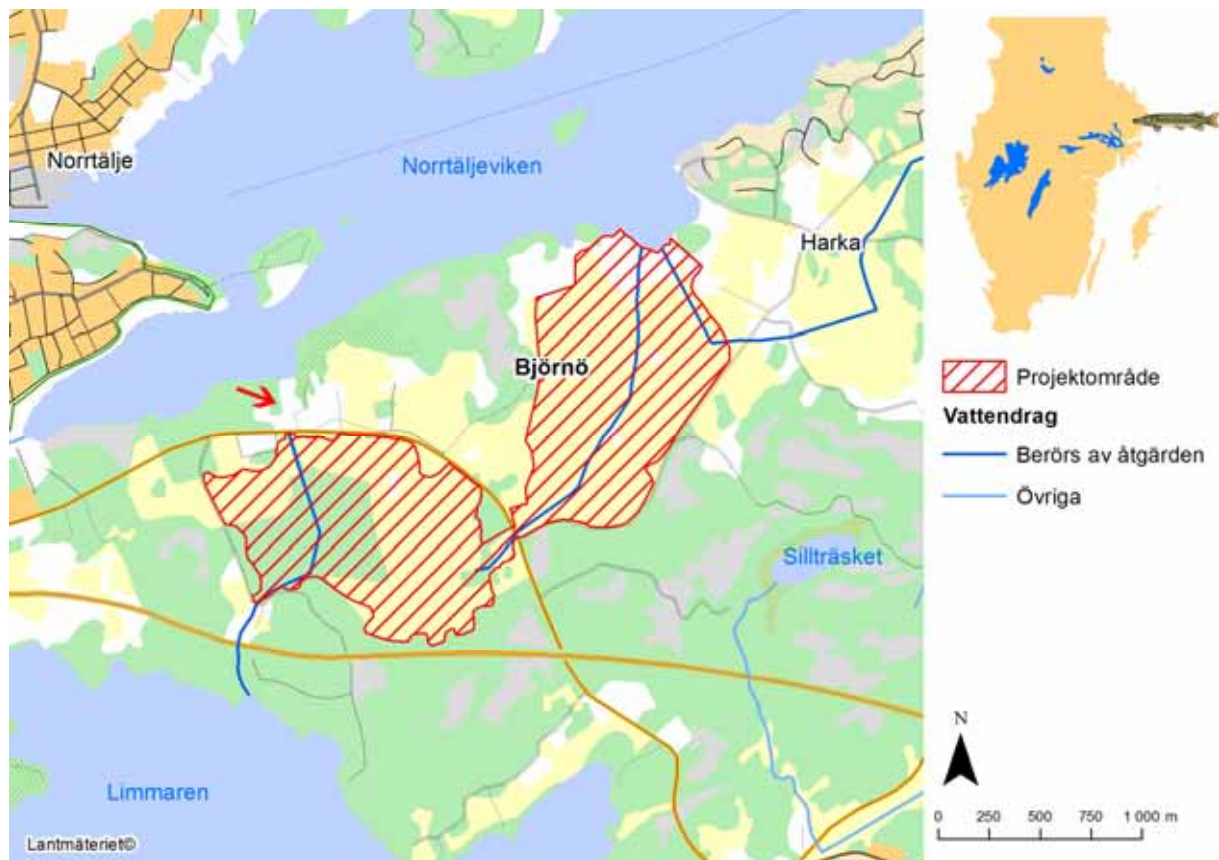 Norrtälje
Norrtäljeviken
Harka
Björnö
Sillträsket
Limmaren
Lantmäteriet©
Projektområde
Vattendrag
Berörs av åtgärden
Övriga
N
0 250 500 750 1 000 m